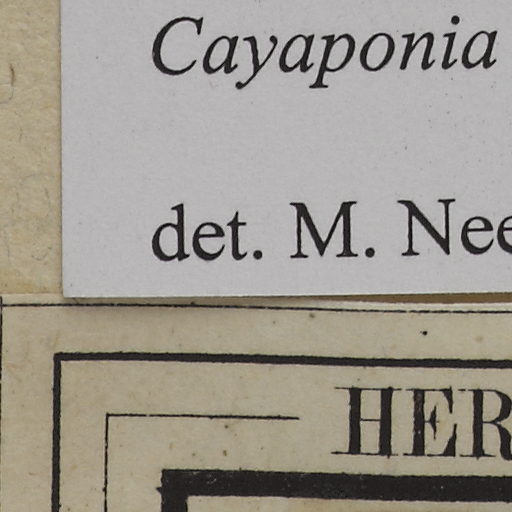 Cayaponia
det. M. Nee
HER